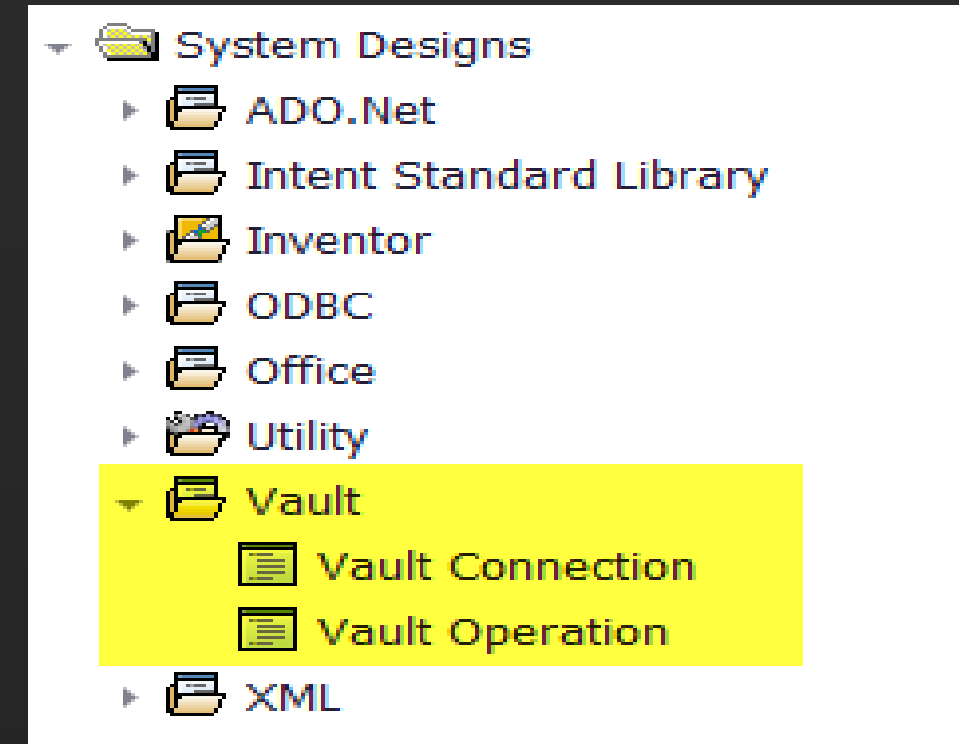 System Designs
ADO.Net
Intent Standard Library
Inventor
ODBC
Office
Utility
Vault
Vault Connection
Vault Operation
XML